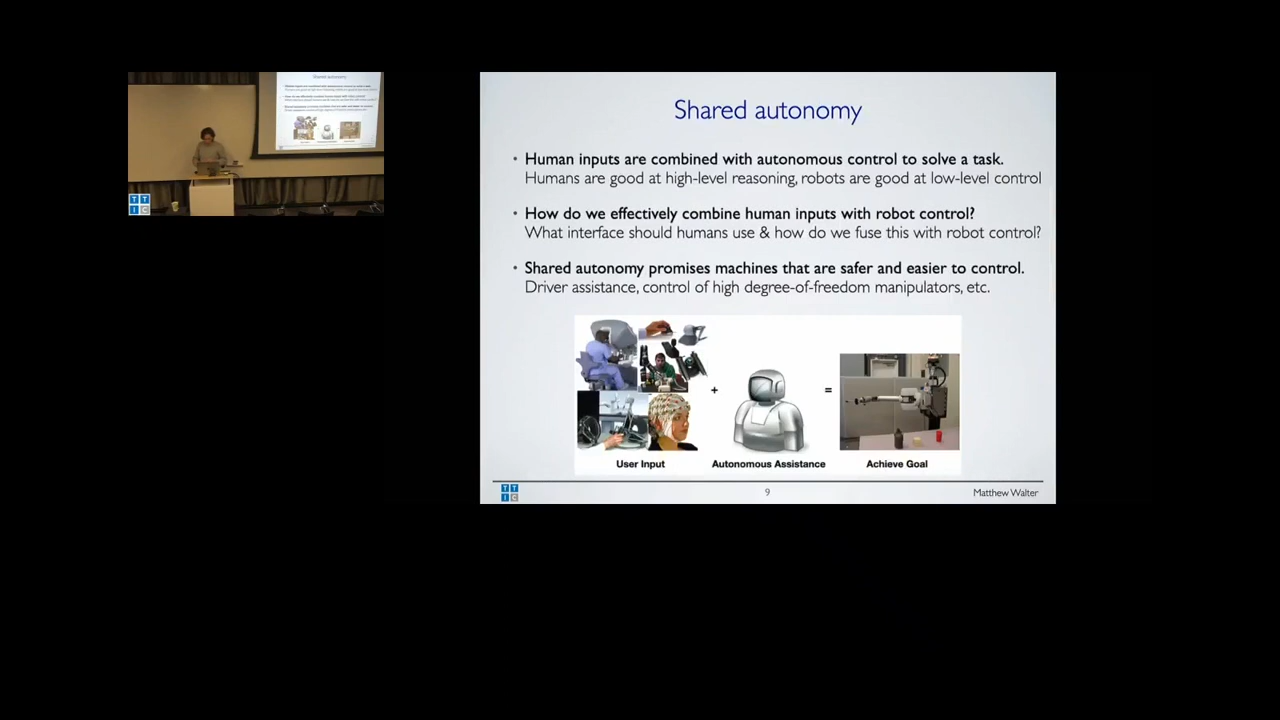 Shared autonomy
• Human inputs are combined with autonomous control to solve a task.
Humans are good at high-level reasoning, robots are good at low-level control
• How do we effectively combine human inputs with robot control?
What interface should humans use & how do we fuse this with robot control?
• Shared autonomy promises machines that are safer and easier to control.
Driver assistance, control of high degree-of-freedom manipulators, etc.
+
=
User Input
Autonomous Assistance
Achieve Goal
T T
I C
9
Matthew Walter
Shared autonomy
T T
I C